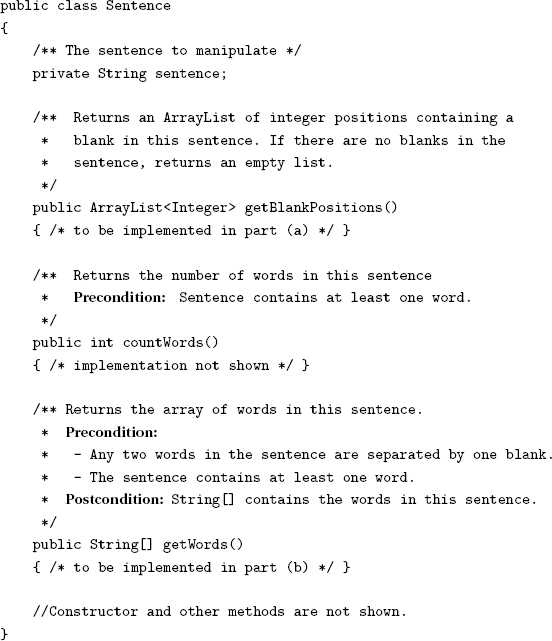 public class Sentence
{
/** The sentence to manipulate */
private String sentence;
/**  Returns an ArrayList of integer positions containing a
*   blank in this sentence. If there are no blanks in the
*   sentence, returns an empty list.
*/
public ArrayList<Integer> getBlankPositions()
{ /* to be implemented in part (a) */ }
/**  Returns the number of words in this sentence
*   Precondition:  Sentence contains at least one word.
*/
public int countWords()
{ /* implementation not shown */ }
/** Returns the array of words in this sentence.
*  Precondition:
*   - Any two words in the sentence are separated by one blank.
*   - The sentence contains at least one word.
*  Postcondition: String[] contains the words in this sentence.
*/
public String[] getWords()
{ /* to be implemented in part (b) */ }
//Constructor and other methods are not shown.
}